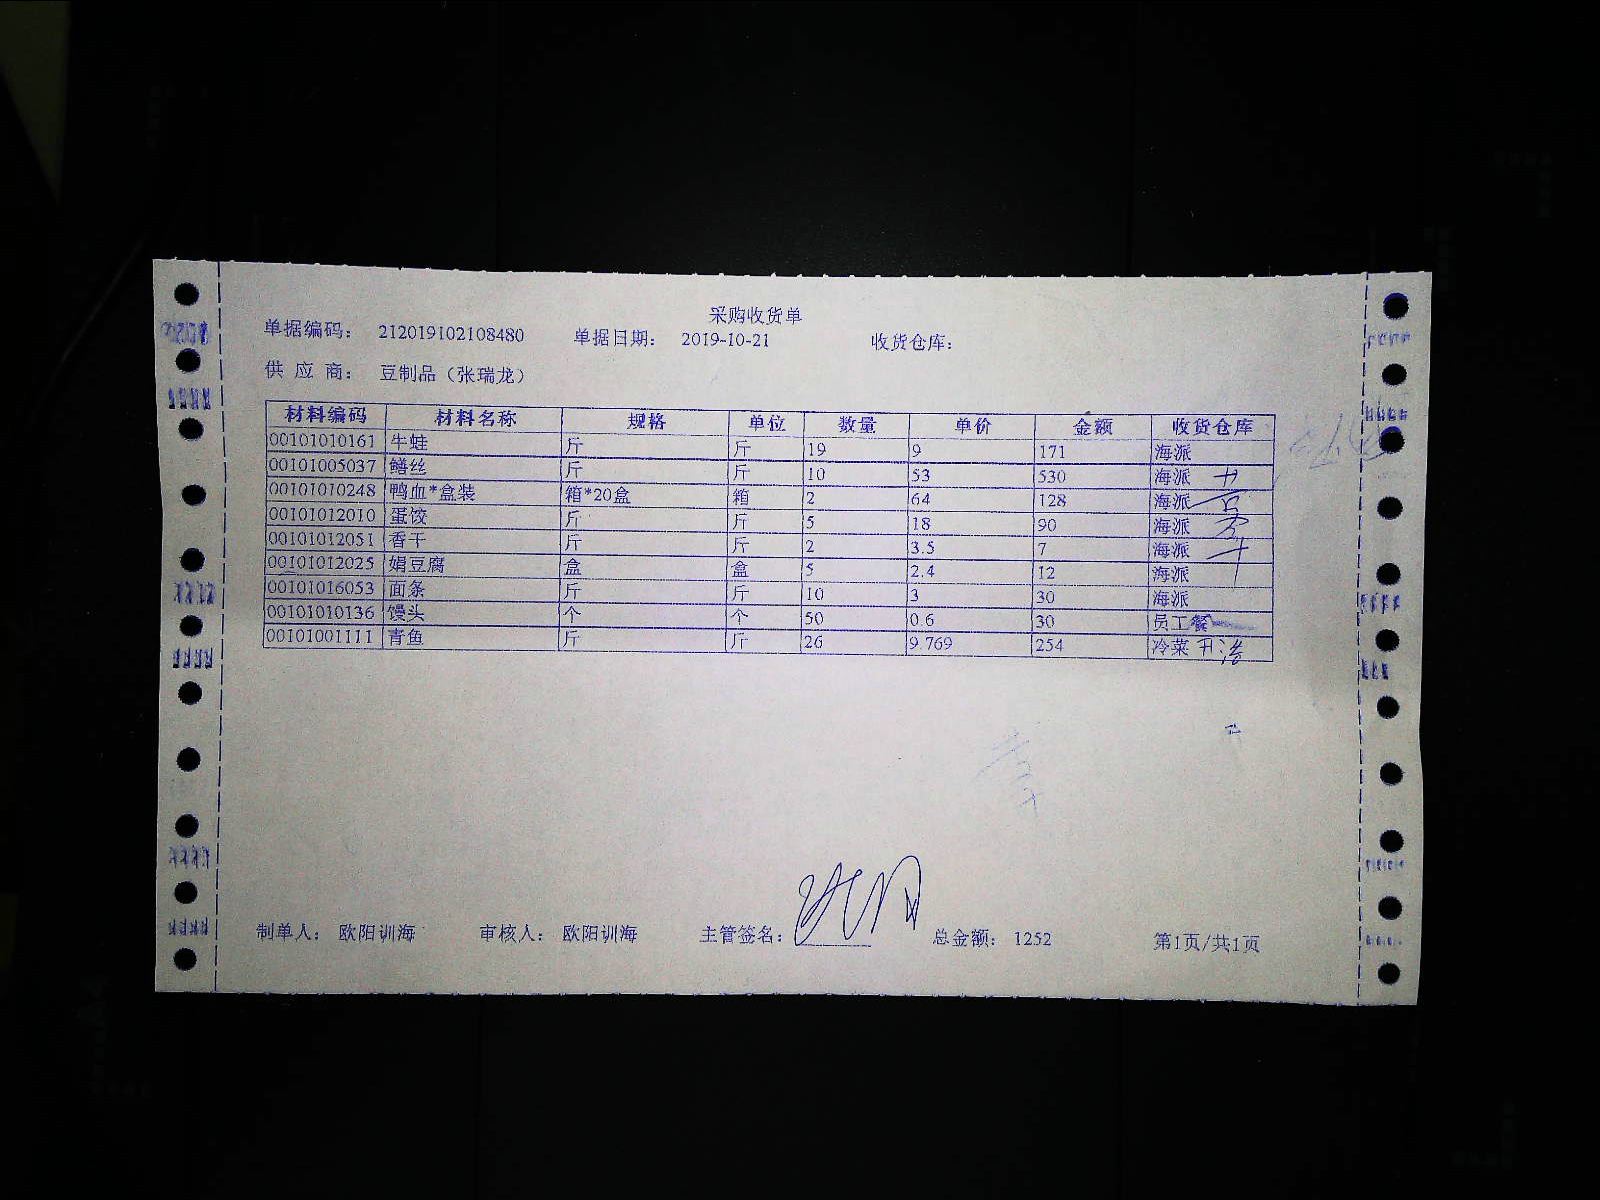 采购收货单
单据编码: 212019102108480 单据日期: 2019-10-21 收货仓库:
供 应 商: 豆制品（张瑞龙）
材料编码 材料名称 规格 单位 数量 单价 金额 收货仓库
00101010161 牛蛙 斤 斤 19 9 171 海派
00101005037 鳝丝 斤 斤 10 53 530 海派
00101010248 鸭血*盒装 箱*20盒 箱 2 64 128 海派
00101012010 蛋饺 斤 斤 5 18 90 海派
00101012051 香干 斤 斤 2 3.5 7 海派
00101012025 娟豆腐 盒 盒 5 2.4 12 海派
00101016053 面条 斤 斤 10 3 30 海派
00101010136 馒头 个 个 50 0.6 30 员工餐
00101001111 青鱼 斤 斤 26 9.769 254 冷菜
制单人: 欧阳训海 审核人: 欧阳训海 主管签名: 总金额: 1252 第1页/共1页